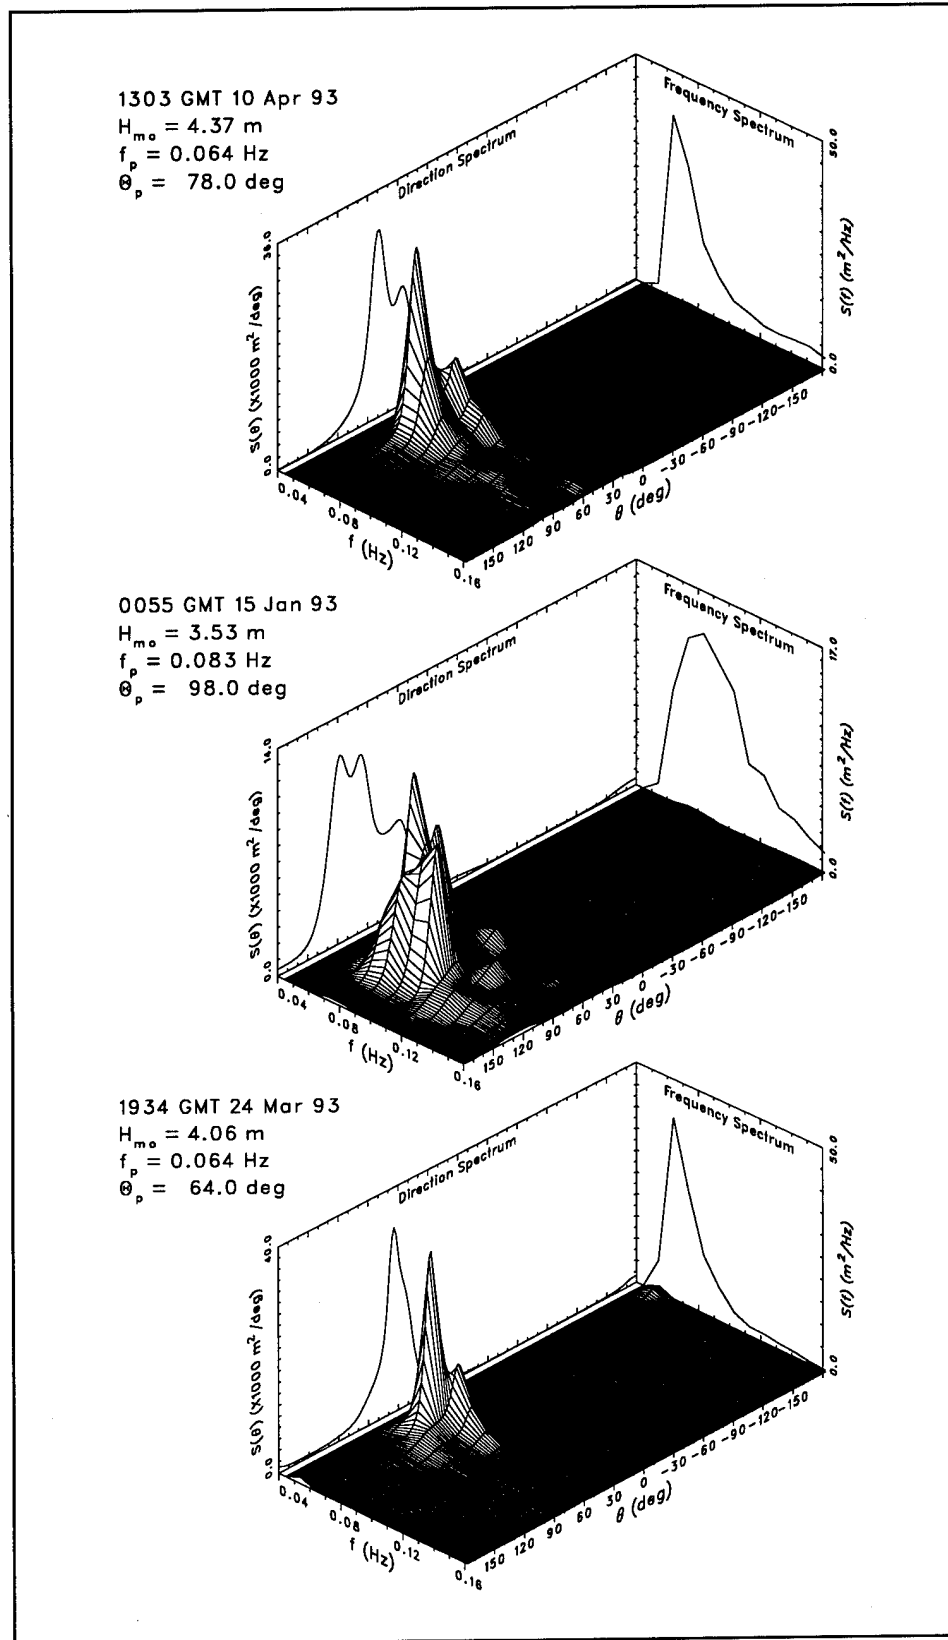 1303 GMT 10 Apr 93
Hmo = 4.37 m
fp = 0.064 Hz
Θp = 78.0 deg
Direction Spectrum
Frequency Spectrum
36.0
0.0
S(θ) (X1000 m²/deg)
50.0
0.0
S(f) (m²/Hz)
0.04
0.08
0.12
0.16
f (Hz)
150 120 90 60 30 0 -30 -60 -90 -120 -150
θ (deg)
0055 GMT 15 Jan 93
Hmo = 3.53 m
fp = 0.083 Hz
Θp = 98.0 deg
Direction Spectrum
Frequency Spectrum
14.0
0.0
S(θ) (X1000 m²/deg)
17.0
0.0
S(f) (m²/Hz)
0.04
0.08
0.12
0.16
f (Hz)
150 120 90 60 30 0 -30 -60 -90 -120 -150
θ (deg)
1934 GMT 24 Mar 93
Hmo = 4.06 m
fp = 0.064 Hz
Θp = 64.0 deg
Direction Spectrum
Frequency Spectrum
40.0
0.0
S(θ) (X1000 m²/deg)
50.0
0.0
S(f) (m²/Hz)
0.04
0.08
0.12
0.16
f (Hz)
150 120 90 60 30 0 -30 -60 -90 -120 -150
θ (deg)